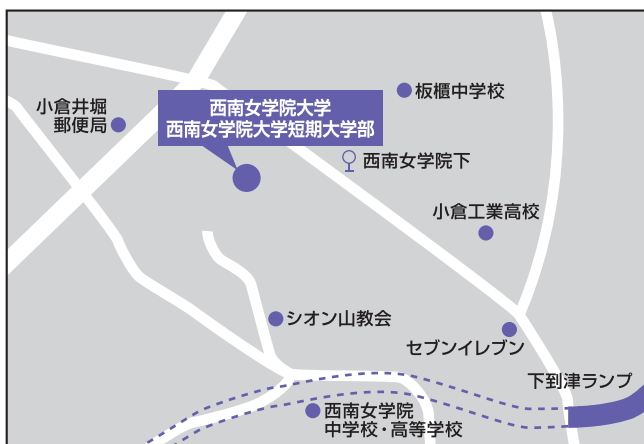 板櫃中学校
小倉井堀
郵便局
西南女学院大学
西南女学院大学短期大学部
西南女学院下
小倉工業高校
シオン山教会
セブンイレブン
下到津ランプ
西南女学院
中学校・高等学校